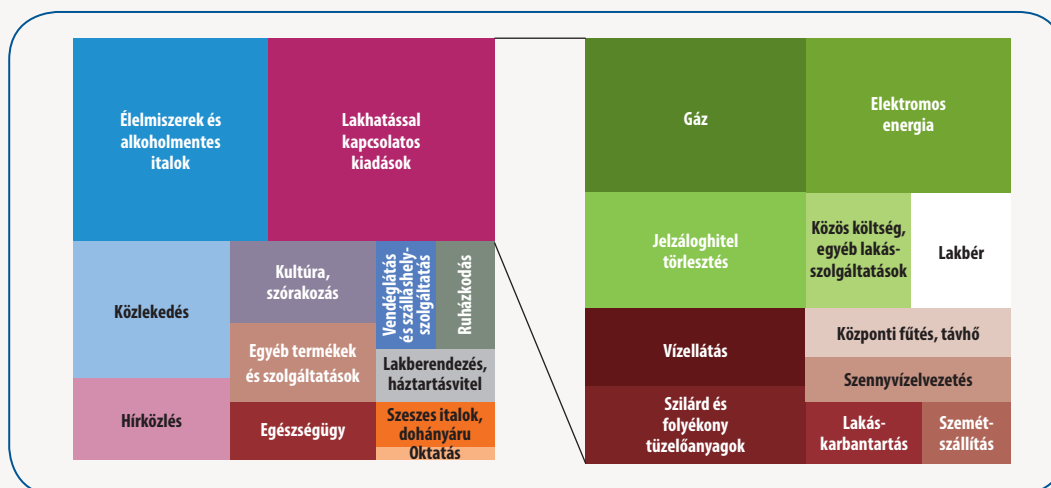 Élelmiszerek és
alkoholmentes
italok
Lakhatással
kapcsolatos
kiadások
Közlekedés
Hírközlés
Kultúra,
szórakozás
Egyéb termékek
és szolgáltatások
Egészségügy
Vendéglátás
és szálláshely-
szolgáltatás
Ruházkodás
Lakberendezés,
háztartásvitel
Szeszes italok,
dohányáru
Oktatás
Gáz
Elektromos
energia
Jelzáloghitel
törlesztés
Közös költség,
egyéb lakás-
szolgáltatások
Lakbér
Vízellátás
Központi fűtés, távhő
Szennyvízelvezetés
Szilárd és
folyékony
tüzelőanyagok
Lakás-
karbantartás
Szemét-
szállítás